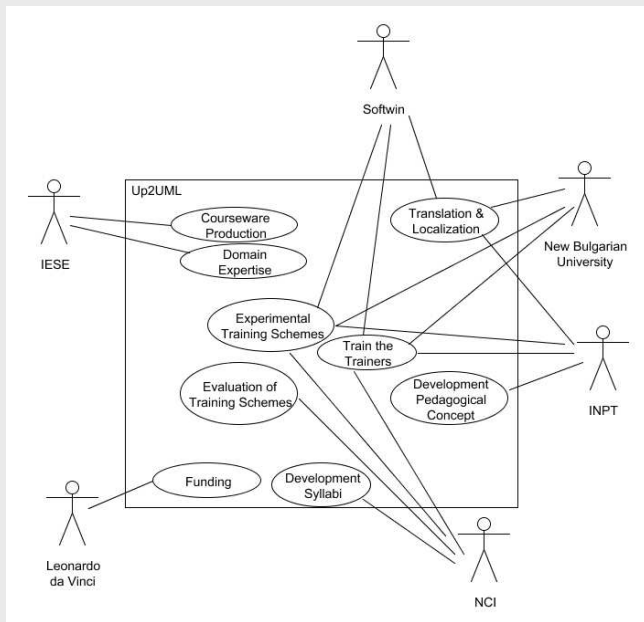 Softwin
Up2UML
IESE
Courseware
Production
Domain
Expertise
Translation &
Localization
New Bulgarian
University
Experimental
Training Schemes
Train the
Trainers
Evaluation of
Training Schemes
Development
Pedagogical
Concept
INPT
Funding
Development
Syllabi
Leonardo
da Vinci
NCI